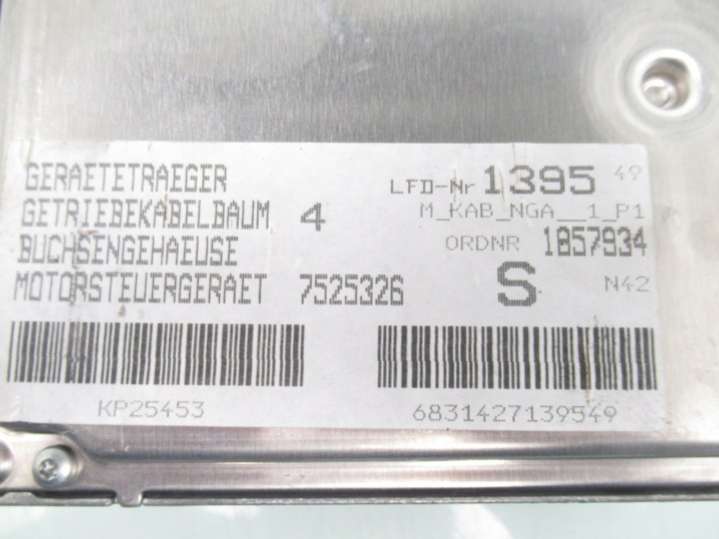 GERAETETRAEGER LFD-Nr 1395 49
GETRIEBEKABELBAUM 4 M_KAB_NGA__1_P1
BUCHSENGEHAEUSE ORDNR 1857934
MOTORSTEUERGERAET 7525326 S N42
KP25453 6831427139549